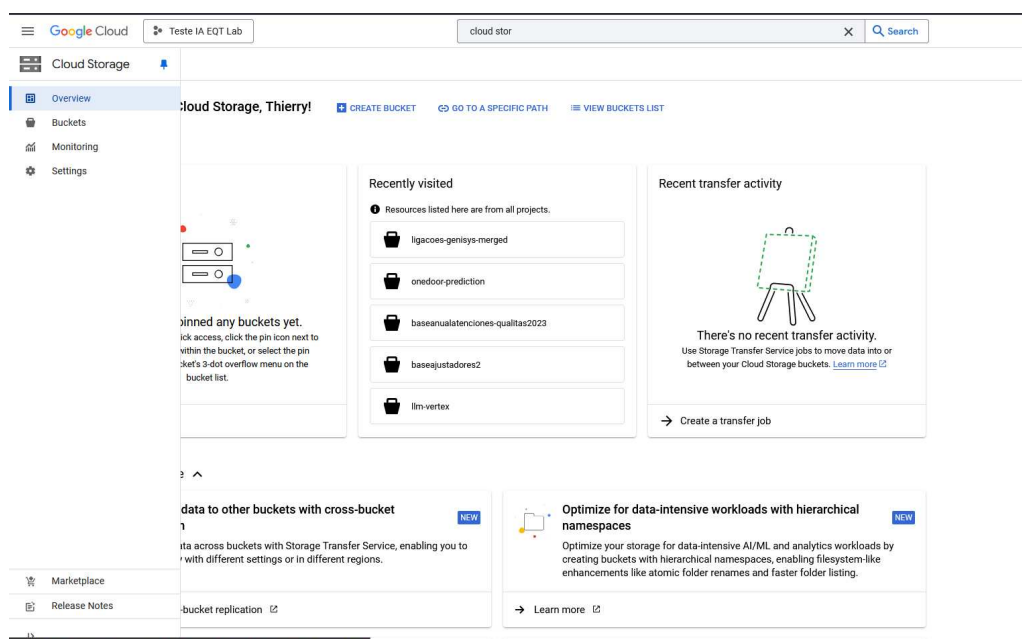 Google Cloud
Teste IA EQT Lab
cloud stor
Search
Cloud Storage
Overview
Buckets
Monitoring
Settings
Marketplace
Release Notes
Cloud Storage, Thierry!
CREATE BUCKET
GO TO A SPECIFIC PATH
VIEW BUCKETS LIST
pinned any buckets yet.
ick access, click the pin icon next to
within the bucket, or select the pin
cket's 3-dot overflow menu on the
bucket list.
Recently visited
Resources listed here are from all projects.
ligacoes-genisys-merged
onedoor-prediction
baseanualatenciones-qualitas2023
baseajustadores2
llm-vertex
Recent transfer activity
There's no recent transfer activity.
Use Storage Transfer Service jobs to move data into or
between your Cloud Storage buckets. Learn more
Create a transfer job
data to other buckets with cross-bucket
NEW
ata across buckets with Storage Transfer Service, enabling you to
with different settings or in different regions.
-bucket replication
Optimize for data-intensive workloads with hierarchical
namespaces
NEW
Optimize your storage for data-intensive AI/ML and analytics workloads by
creating buckets with hierarchical namespaces, enabling filesystem-like
enhancements like atomic folder renames and faster folder listing.
Learn more